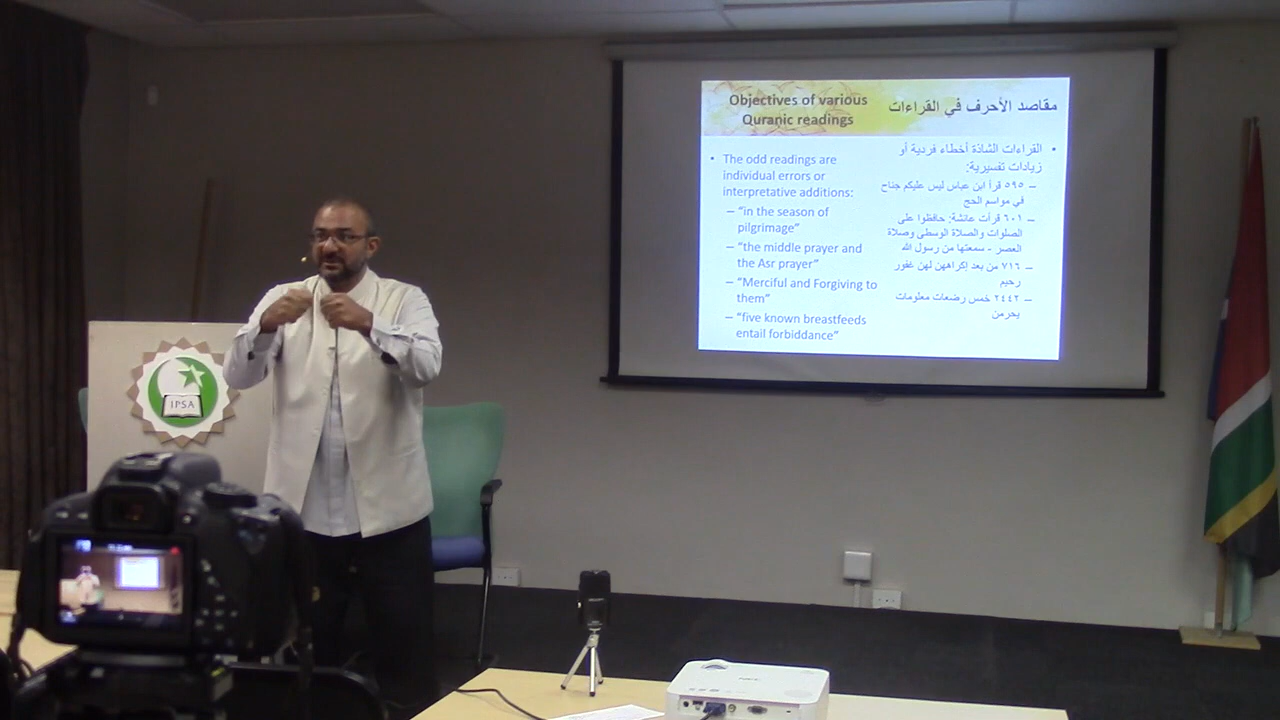 Objectives of various
Quranic readings
مقاصد الأحرف في القراءات
• The odd readings are
individual errors or
interpretative additions:
– “in the season of
pilgrimage”
– “the middle prayer and
the Asr prayer”
– “Merciful and Forgiving to
them”
– “five known breastfeeds
entail forbiddance”
• القراءات الشاذة أخطاء فردية أو
زيادات تفسيرية:
– ٥٩٥ قرأ ابن عباس ليس عليكم جناح
في مواسم الحج
– ٦٠١ قرأت عائشة: حافظوا على
الصلوات والصلاة الوسطى وصلاة
العصر - سمعتها من رسول الله
– ٧١٦ من بعد إكراههن لهن غفور
رحيم
– ٢٤٤٢ خمس رضعات معلومات
يحرمن
IPSA